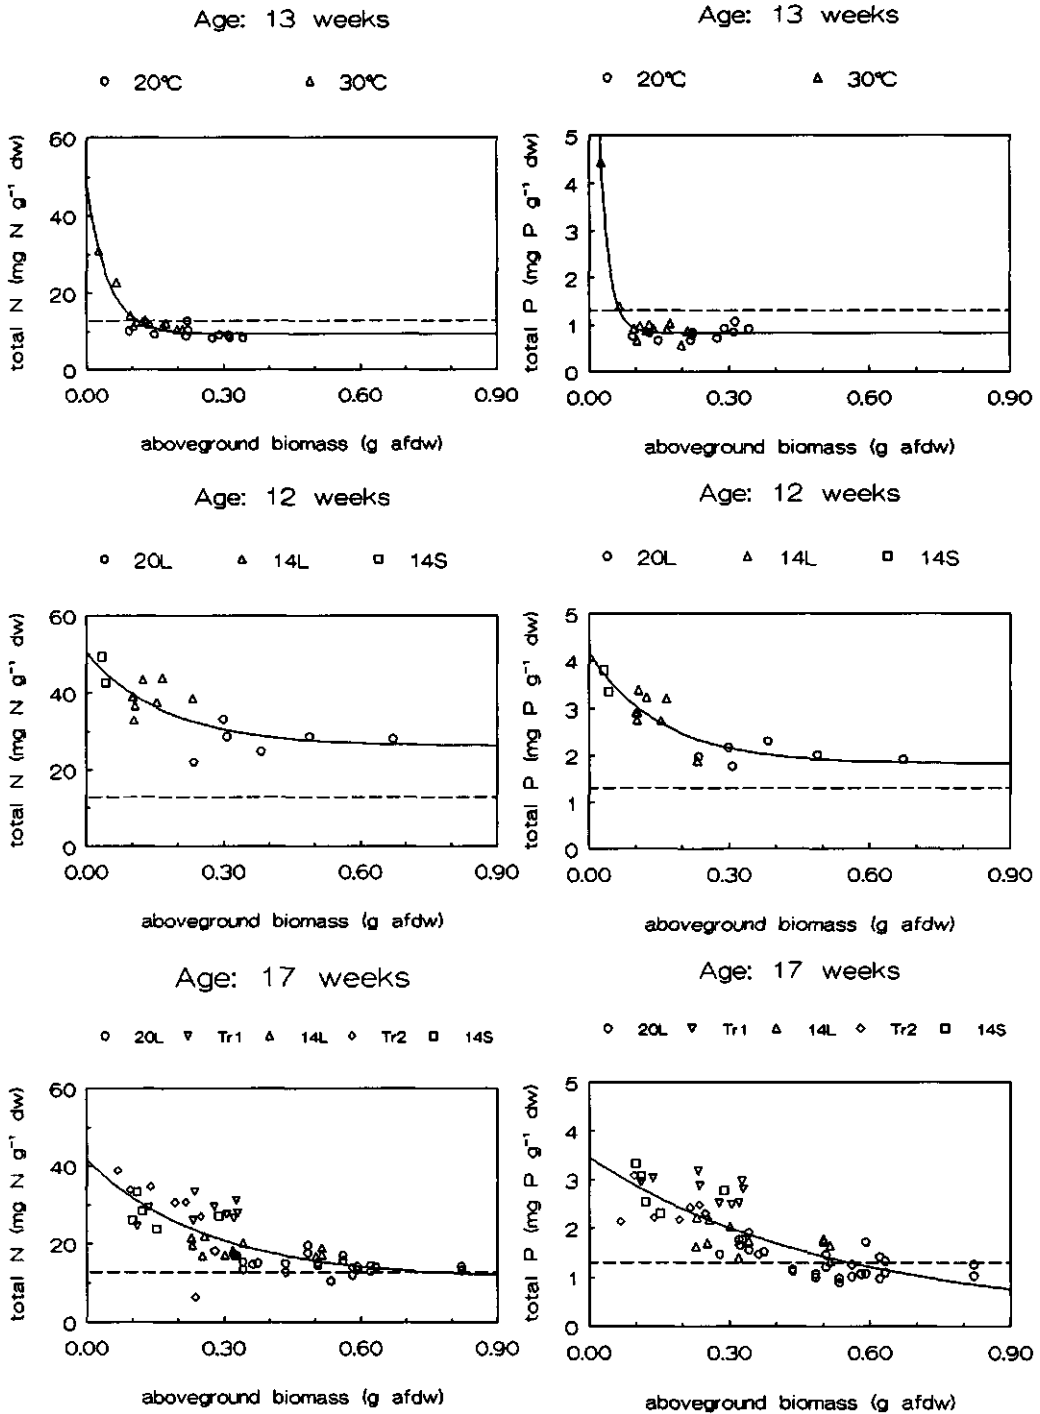 Age: 13 weeks
20°C 30°C
60
40
20
10
0
total N (mg N g⁻¹ dw)
0.00 0.30 0.60 0.90
aboveground biomass (g afdw)
Age: 13 weeks
20°C 30°C
5
4
3
2
1
0
total P (mg P g⁻¹ dw)
0.00 0.30 0.60 0.90
aboveground biomass (g afdw)
Age: 12 weeks
20L 14L 14S
60
40
20
0
total N (mg N g⁻¹ dw)
0.00 0.30 0.60 0.90
aboveground biomass (g afdw)
Age: 12 weeks
20L 14L 14S
5
4
3
2
1
0
total P (mg P g⁻¹ dw)
0.00 0.30 0.60 0.90
aboveground biomass (g afdw)
Age: 17 weeks
20L Tr1 14L Tr2 14S
60
40
20
0
total N (mg N g⁻¹ dw)
0.00 0.30 0.60 0.90
aboveground biomass (g afdw)
Age: 17 weeks
20L Tr1 14L Tr2 14S
5
4
3
2
1
0
total P (mg P g⁻¹ dw)
0.00 0.30 0.60 0.90
aboveground biomass (g afdw)